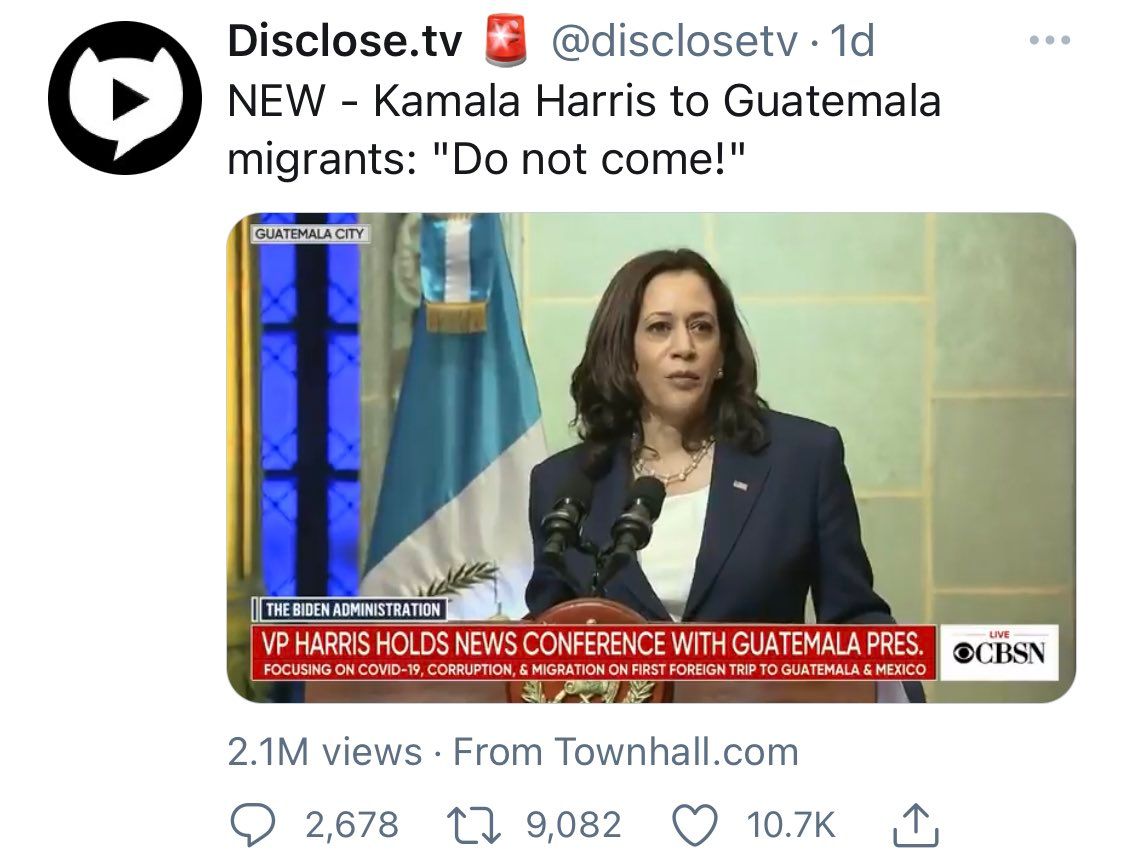 Disclose.tv 🚨 @disclosetv · 1d
NEW - Kamala Harris to Guatemala
migrants: "Do not come!"
GUATEMALA CITY
THE BIDEN ADMINISTRATION
VP HARRIS HOLDS NEWS CONFERENCE WITH GUATEMALA PRES.
FOCUSING ON COVID-19, CORRUPTION, & MIGRATION ON FIRST FOREIGN TRIP TO GUATEMALA & MEXICO
LIVE
CBSN
2.1M views · From Townhall.com
2,678 9,082 10.7K